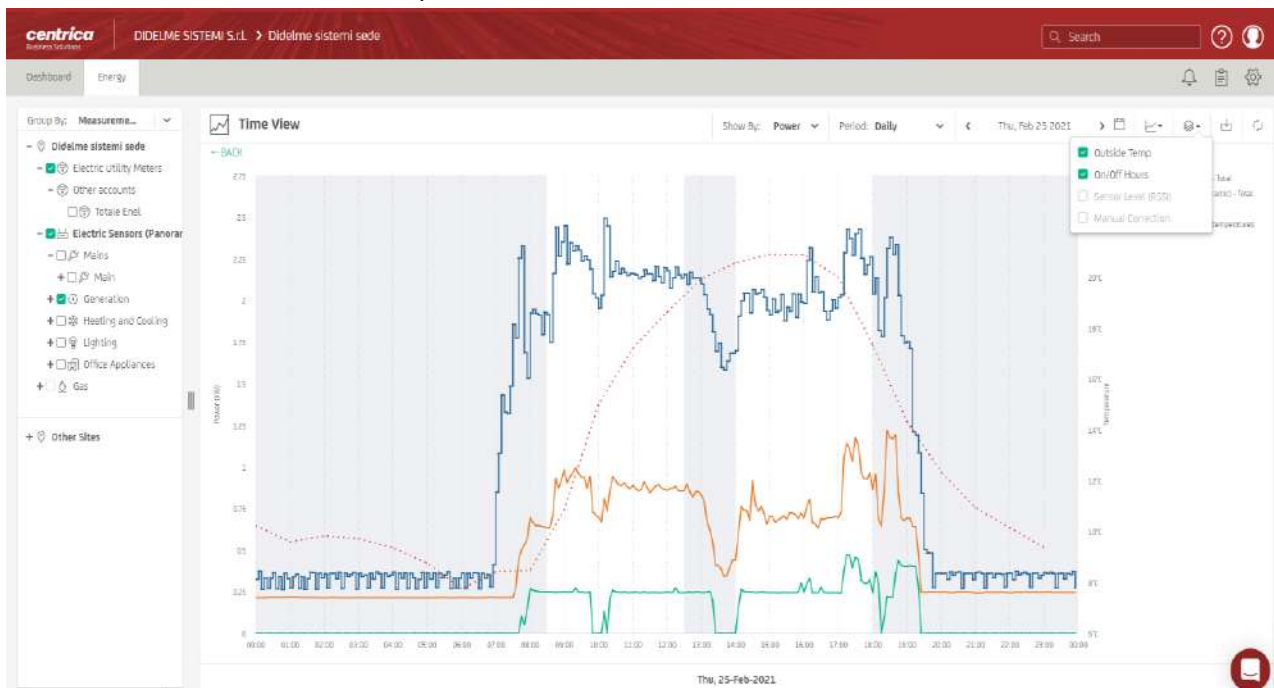 centrica
Business Solutions
DIDELME SISTEMI S.r.l. > Didelme sistemi sede
Search
Dashboard
Energy
Group By: Measureme...
Time View
Show By: Power
Period: Daily
Thu, Feb 25 2021
Didelme sistemi sede
Electric Utility Meters
Other accounts
Totale Enel
Electric Sensors (Panorar
Mains
Main
Generation
Heating and Cooling
Lighting
Office Appliances
Gas
Other Sites
BACK
Outside Temp
On/Off Hours
Sensor Level (RSSI)
Manual Correction
- Total
- Total
temperatures
2.75
2.5
2.25
2
1.75
1.5
1.25
1
0.75
0.5
0.25
0
Power (kW)
20°C
18°C
16°C
14°C
12°C
10°C
8°C
Temperature
00:00 01:00 02:00 03:00 04:00 05:00 06:00 07:00 08:00 09:00 10:00 11:00 12:00 13:00 14:00 15:00 16:00 17:00 18:00 19:00 20:00 21:00 22:00 23:00 00:00
Thu, 25-Feb-2021